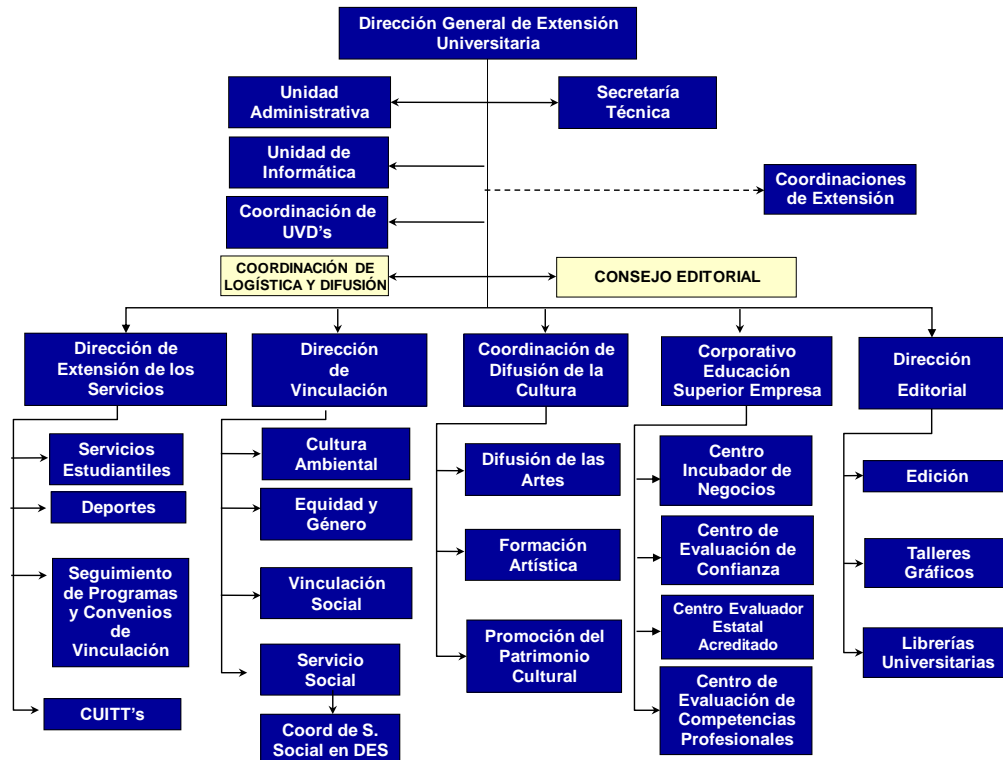 Dirección General de Extensión
Universitaria
Unidad
Administrativa
Secretaría
Técnica
Unidad de
Informática
Coordinaciones
de Extensión
Coordinación de
UVD's
COORDINACIÓN DE
LOGÍSTICA Y DIFUSIÓN
CONSEJO EDITORIAL
Dirección de
Extensión de los
Servicios
Servicios
Estudiantiles
Deportes
Seguimiento
de Programas
y Convenios
de
Vinculación
CUITT's
Dirección
de
Vinculación
Cultura
Ambiental
Equidad y
Género
Vinculación
Social
Servicio
Social
Coord de S.
Social en DES
Coordinación de
Difusión de la
Cultura
Difusión de las
Artes
Formación
Artística
Promoción del
Patrimonio
Cultural
Corporativo
Educación
Superior Empresa
Centro
Incubador de
Negocios
Centro de
Evaluación de
Confianza
Centro Evaluador
Estatal
Acreditado
Centro de
Evaluación de
Competencias
Profesionales
Dirección
Editorial
Edición
Talleres
Gráficos
Librerías
Universitarias